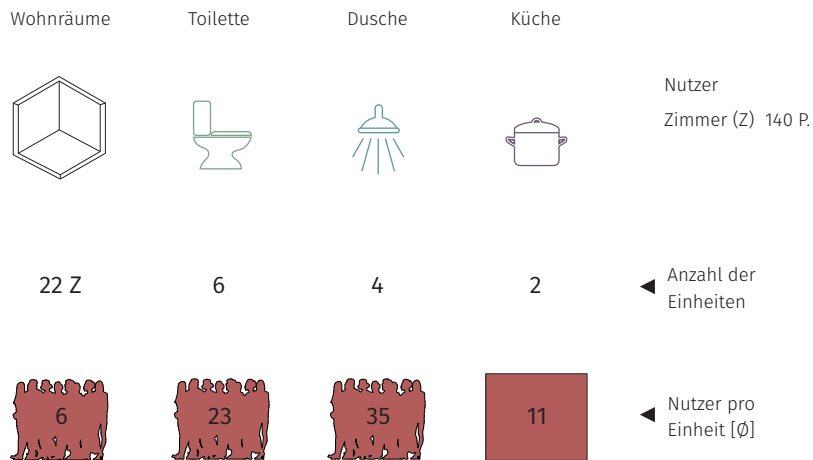 Wohnräume Toilette Dusche Küche
Nutzer
Zimmer (Z) 140 P.
22 Z 6 4 2
Anzahl der
Einheiten
6 23 35 11
Nutzer pro
Einheit [Ø]